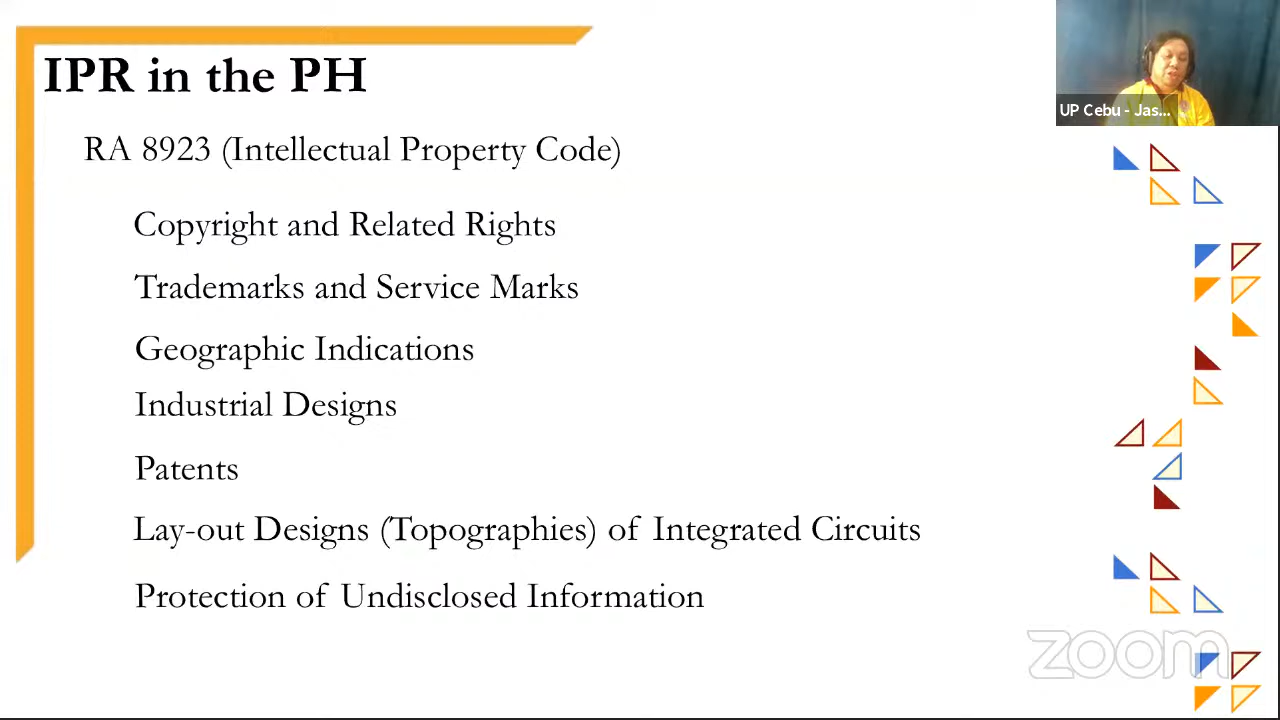 IPR in the PH
UP Cebu - Jas...
RA 8923 (Intellectual Property Code)
Copyright and Related Rights
Trademarks and Service Marks
Geographic Indications
Industrial Designs
Patents
Lay-out Designs (Topographies) of Integrated Circuits
Protection of Undisclosed Information
zoom